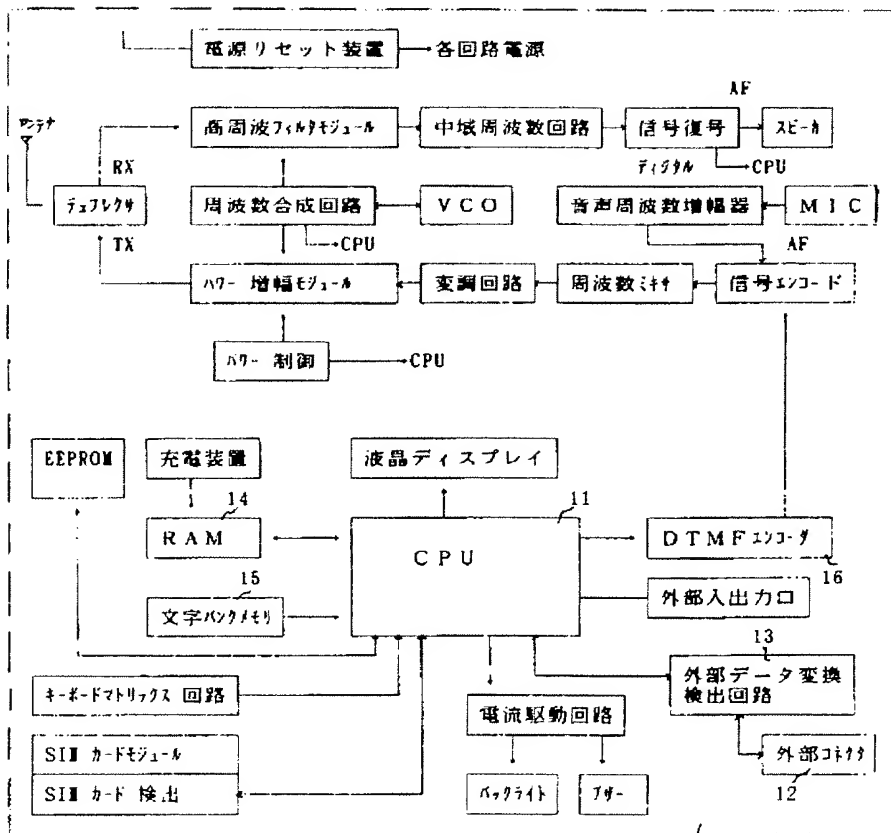 電源リセット装置 各回路電源
AF
アンテナ
商周波フィルタモジュール 中域周波数回路 信号復号 スピーカ
RX ディジタル CPU
デュプレクサ 周波数合成回路 VCO 音声周波数増幅器 MIC
TX CPU AF
パワー 増幅モジュール 変調回路 周波数ミキサ 信号エンコード
パワー 制御 CPU
EEPROM 充電装置 液晶ディスプレイ
14 11
RAM CPU DTMFエンコーダ
15 16
文字バンクメモリ 外部入出力口
13
キーボードマトリックス 回路 外部データ変換
検出回路
電流駆動回路
SIM カードモジュール
SIM カード 検出 バックライト ブザー 外部コネクタ
12